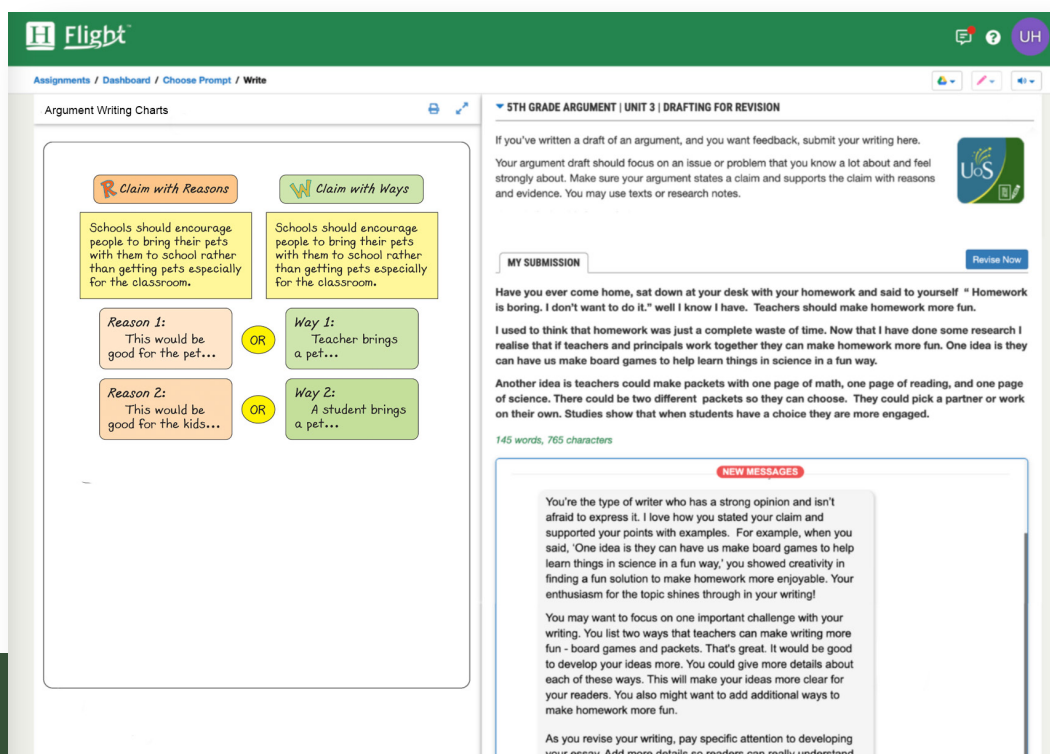 H Flight™
UH
Assignments / Dashboard / Choose Prompt / Write
Argument Writing Charts
R Claim with Reasons
W Claim with Ways
Schools should encourage
people to bring their pets
with them to school rather
than getting pets especially
for the classroom.
Schools should encourage
people to bring their pets
with them to school rather
than getting pets especially
for the classroom.
Reason 1:
This would be
good for the pet...
OR
Way 1:
Teacher brings
a pet...
Reason 2:
This would be
good for the kids...
OR
Way 2:
A student brings
a pet...
5TH GRADE ARGUMENT | UNIT 3 | DRAFTING FOR REVISION
If you've written a draft of an argument, and you want feedback, submit your writing here.
Your argument draft should focus on an issue or problem that you know a lot about and feel
strongly about. Make sure your argument states a claim and supports the claim with reasons
and evidence. You may use texts or research notes.
UoS
MY SUBMISSION
Revise Now
Have you ever come home, sat down at your desk with your homework and said to yourself “ Homework
is boring. I don't want to do it." well I know I have. Teachers should make homework more fun.
I used to think that homework was just a complete waste of time. Now that I have done some research I
realise that if teachers and principals work together they can make homework more fun. One idea is they
can have us make board games to help learn things in science in a fun way.
Another idea is teachers could make packets with one page of math, one page of reading, and one page
of science. There could be two different packets so they can choose. They could pick a partner or work
on their own. Studies show that when students have a choice they are more engaged.
145 words, 765 characters
NEW MESSAGES
You're the type of writer who has a strong opinion and isn't
afraid to express it. I love how you stated your claim and
supported your points with examples. For example, when you
said, 'One idea is they can have us make board games to help
learn things in science in a fun way,' you showed creativity in
finding a fun solution to make homework more enjoyable. Your
enthusiasm for the topic shines through in your writing!
You may want to focus on one important challenge with your
writing. You list two ways that teachers can make writing more
fun - board games and packets. That's great. It would be good
to develop your ideas more. You could give more details about
each of these ways. This will make your ideas more clear for
your readers. You also might want to add additional ways to
make homework more fun.
As you revise your writing, pay specific attention to developing
your essay. Add more details so readers can really understand